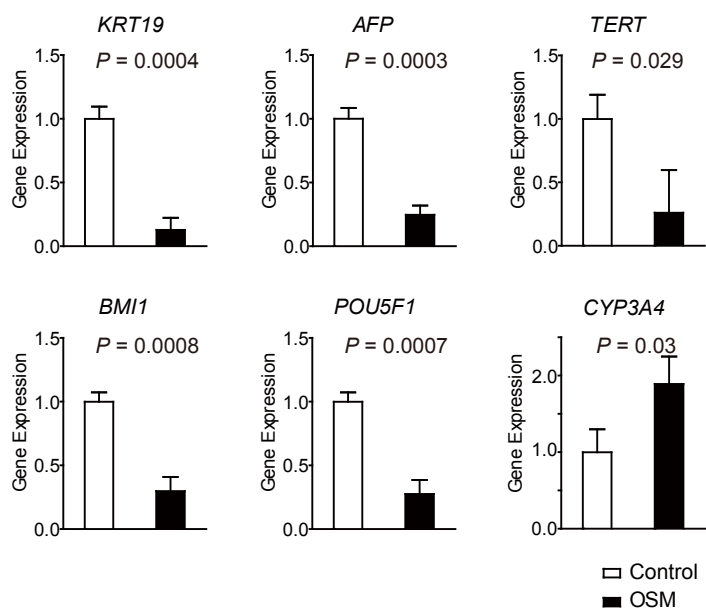 KRT19
P = 0.0004
Gene Expression
1.5
1.0
0.5
0.0
AFP
P = 0.0003
Gene Expression
1.5
1.0
0.5
0.0
TERT
P = 0.029
Gene Expression
1.5
1.0
0.5
0.0
BMI1
P = 0.0008
Gene Expression
1.5
1.0
0.5
0.0
POU5F1
P = 0.0007
Gene Expression
1.5
1.0
0.5
0.0
CYP3A4
P = 0.03
Gene Expression
2.0
1.0
0.0
Control
OSM